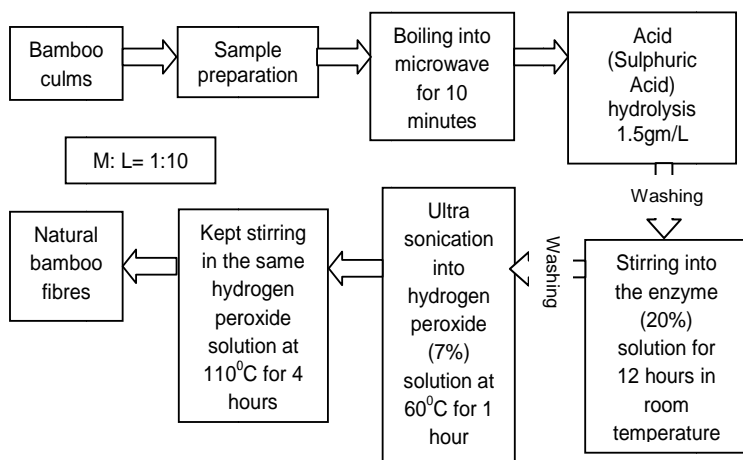 Bamboo
culms
Sample
preparation
Boiling into
microwave
for 10
minutes
Acid
(Sulphuric
Acid)
hydrolysis
1.5gm/L
M: L= 1:10
Washing
Stirring into
the enzyme
(20%)
solution for
12 hours in
room
temperature
Washing
Ultra
sonication
into
hydrogen
peroxide
(7%)
solution at
60⁰C for 1
hour
Kept stirring
in the same
hydrogen
peroxide
solution at
110⁰C for 4
hours
Natural
bamboo
fibres